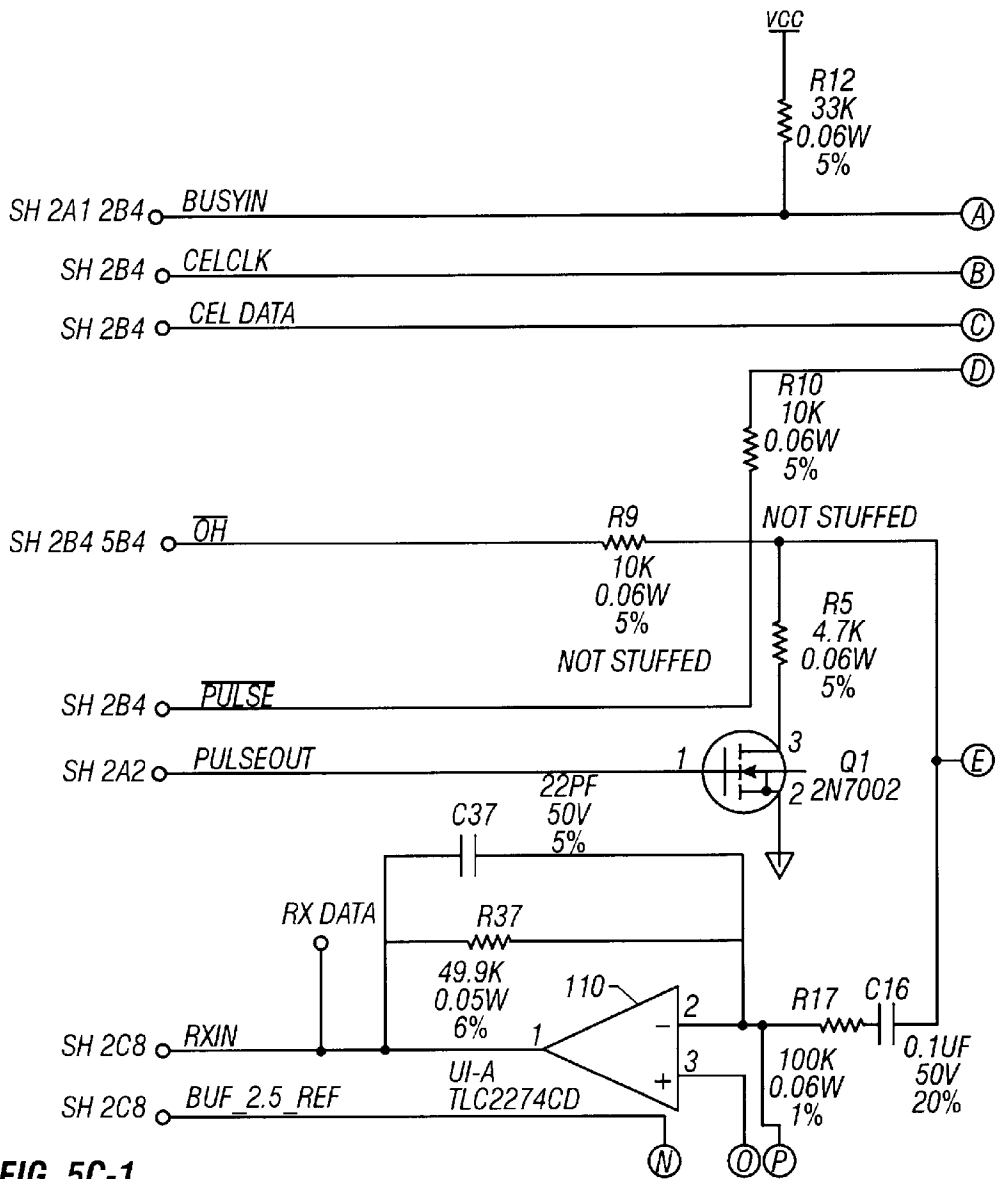 VCC
R12
33K
0.06W
5%
SH 2A1 2B4 BUSYIN
A
SH 2B4 CELCLK
B
SH 2B4 CEL DATA
C
D
R10
10K
0.06W
5%
SH 2B4 5B4 OH
R9
10K
0.06W
5%
NOT STUFFED
NOT STUFFED
R5
4.7K
0.06W
5%
SH 2B4 PULSE
SH 2A2 PULSEOUT
1
3
2
Q1
2N7002
E
22PF
50V
5%
C37
RX DATA
R37
49.9K
0.05W
6%
110
2
3
1
−
+
R17
100K
0.06W
1%
C16
0.1UF
50V
20%
SH 2C8 RXIN
UI-A
TLC2274CD
SH 2C8 BUF_2.5_REF
N
O
P
FIG. 5C-1